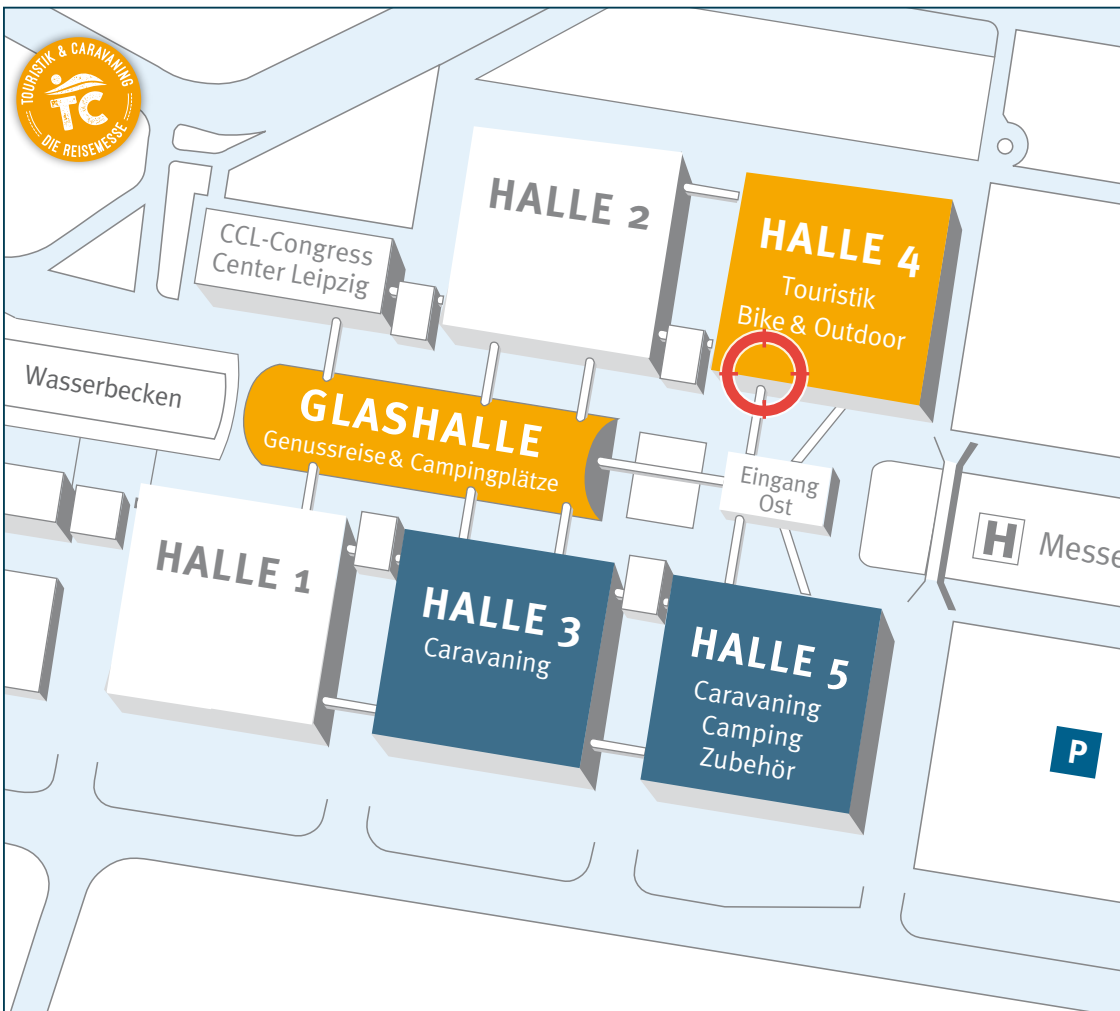 TOURISTIK & CARAVANING
TC
DIE REISEMESSE
HALLE 2
HALLE 4
Touristik
Bike & Outdoor
CCL-Congress
Center Leipzig
Wasserbecken
GLASHALLE
Genussreise & Campingplätze
Eingang
Ost
H Messe
HALLE 1
HALLE 3
Caravaning
HALLE 5
Caravaning
Camping
Zubehör
P